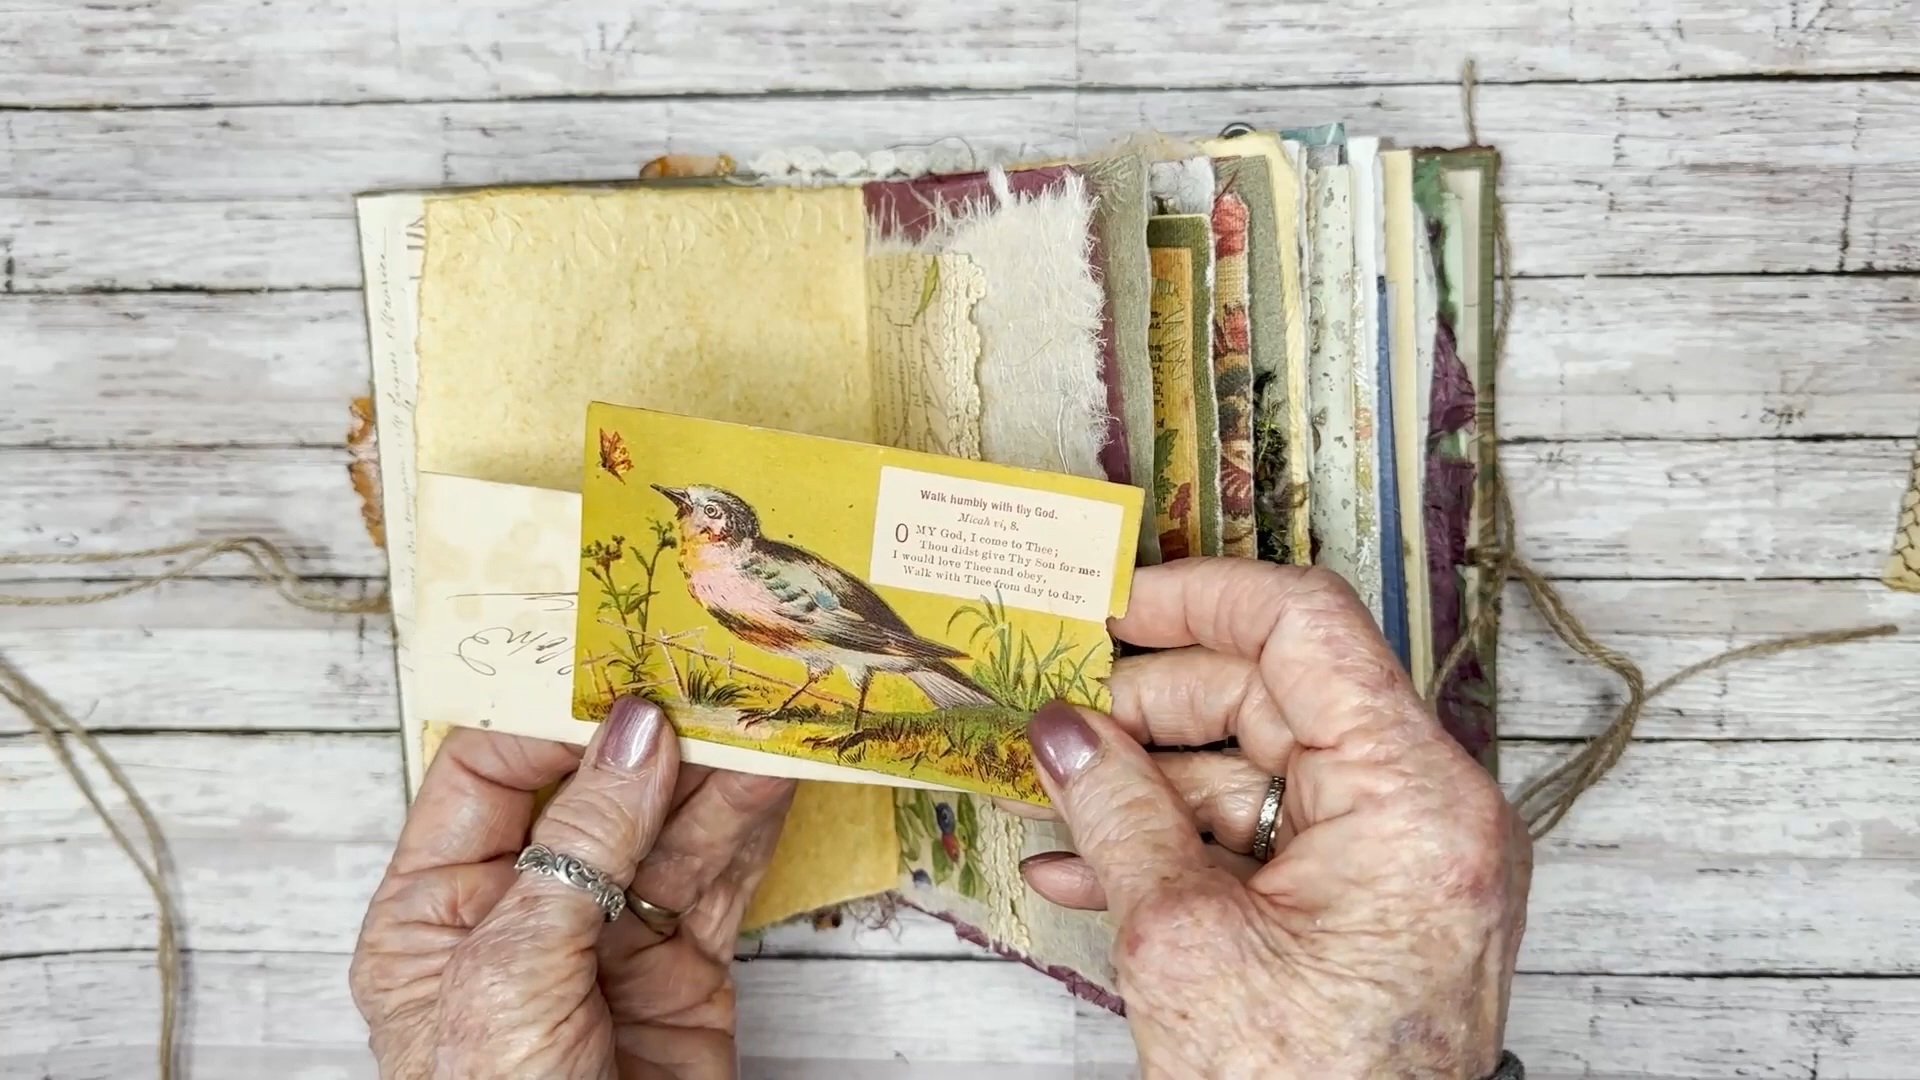 Walk humbly with thy God.
Micah vi, 8.
O MY God, I come to Thee;
Thou didst give Thy Son for me:
I would love Thee and obey,
Walk with Thee from day to day.